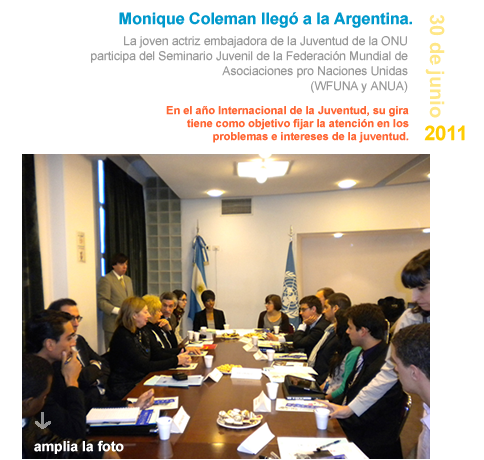 Monique Coleman llegó a la Argentina.
La joven actriz embajadora de la Juventud de la ONU
participa del Seminario Juvenil de la Federación Mundial de
Asociaciones pro Naciones Unidas
(WFUNA y ANUA)
En el año Internacional de la Juventud, su gira
tiene como objetivo fijar la atención en los
problemas e intereses de la juventud.
30 de junio
2011
amplia la foto